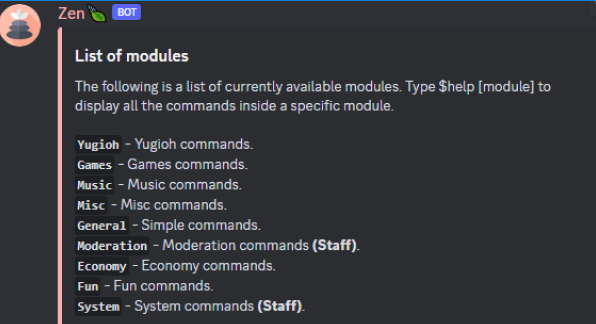 Zen BOT
List of modules
The following is a list of currently available modules. Type $help [module] to
display all the commands inside a specific module.
Yugioh - Yugioh commands.
Games - Games commands.
Music - Music commands.
Misc - Misc commands.
General - Simple commands.
Moderation - Moderation commands (Staff).
Economy - Economy commands.
Fun - Fun commands.
System - System commands (Staff).